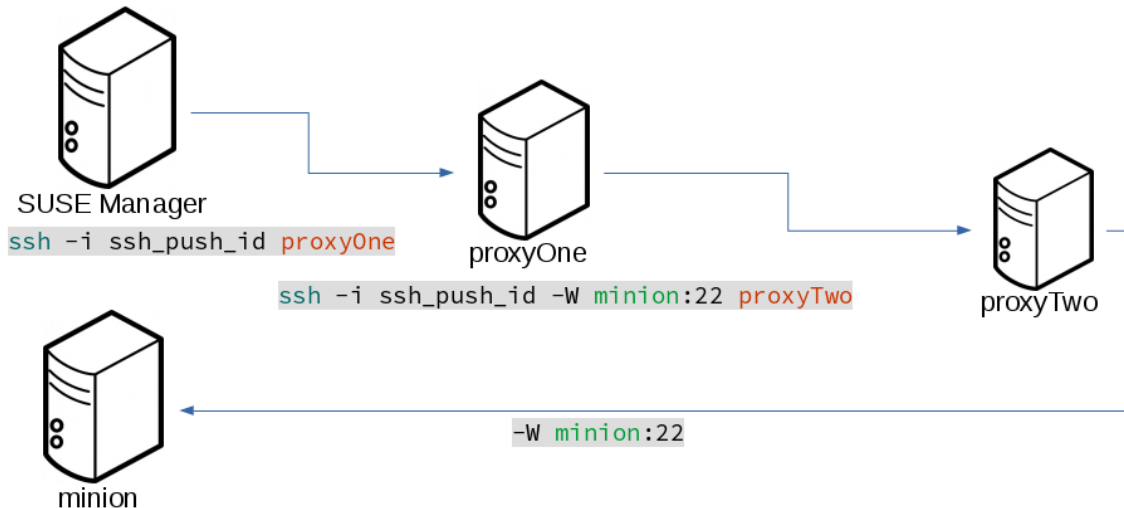 SUSE Manager
ssh -i ssh_push_id proxyOne
proxyOne
ssh -i ssh_push_id -W minion:22 proxyTwo
proxyTwo
-W minion:22
minion